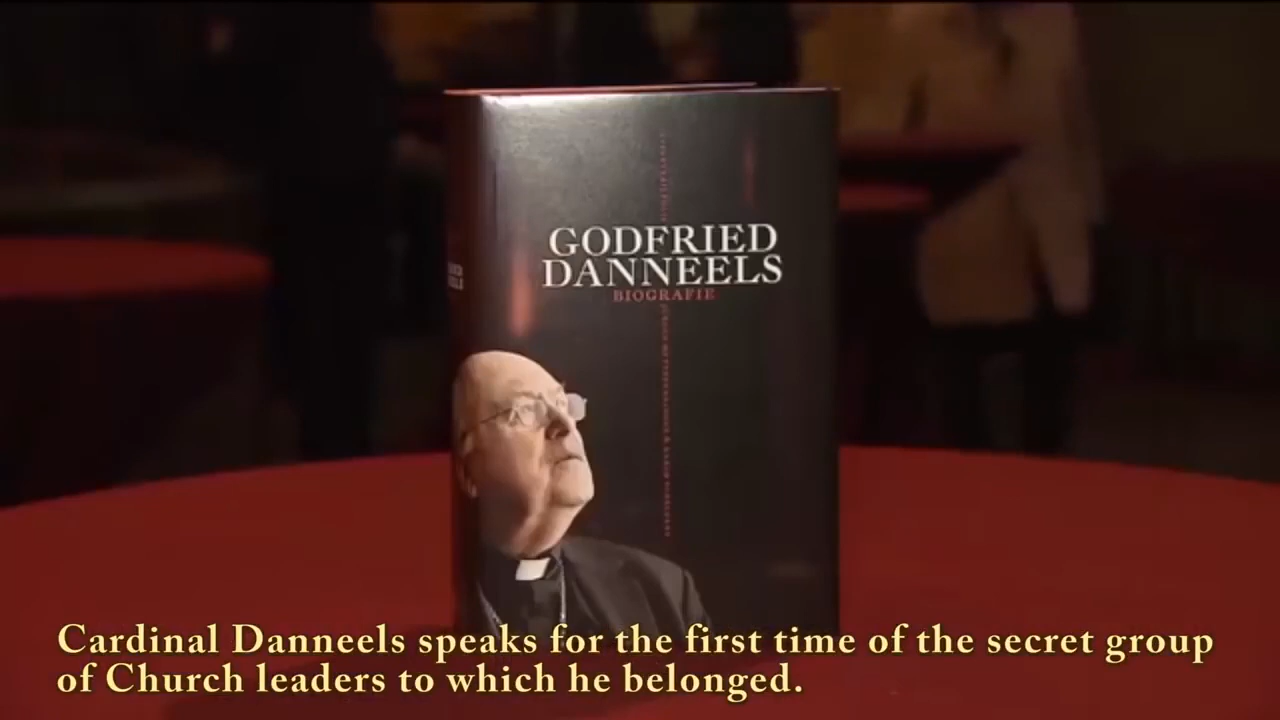 GODFRIED
DANNEELS
BIOGRAFIE
Cardinal Danneels speaks for the first time of the secret group
of Church leaders to which he belonged.